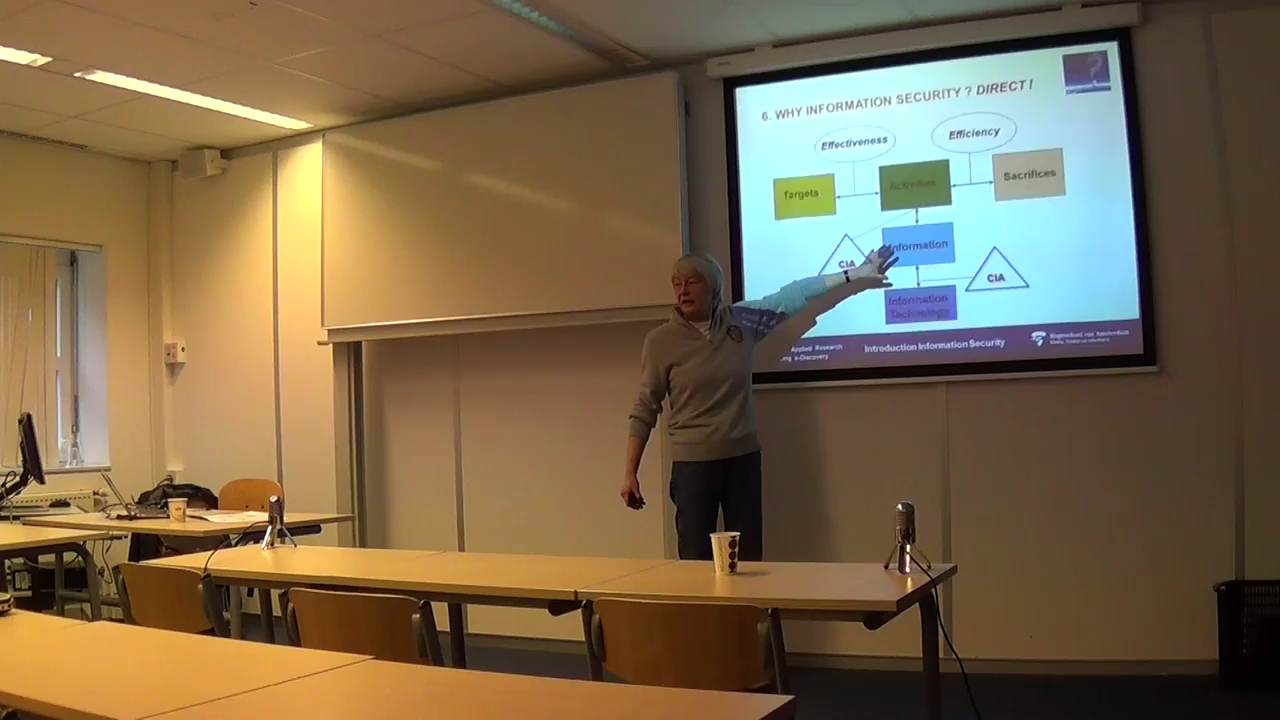 6. WHY INFORMATION SECURITY ? DIRECT !
Effectiveness
Efficiency
Targets
Activities
Sacrifices
Information
CIA
CIA
Information
Technology
Applied Research
e-Discovery
Introduction Information Security